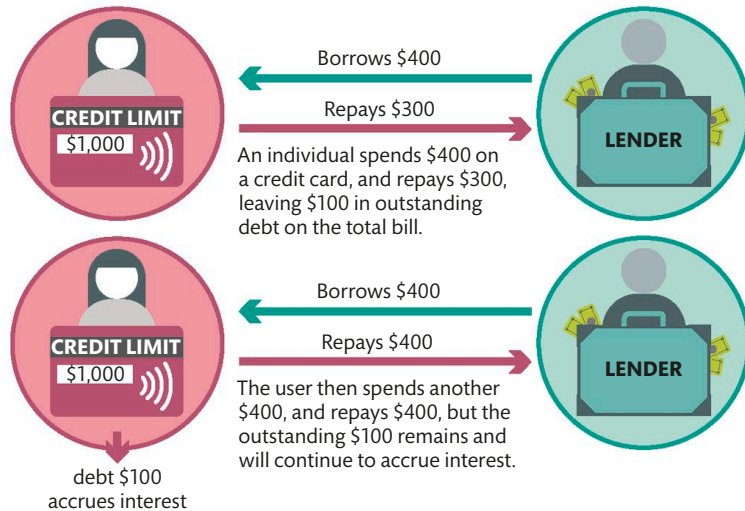 Borrows $400
CREDIT LIMIT
$1,000
Repays $300
LENDER
An individual spends $400 on
a credit card, and repays $300,
leaving $100 in outstanding
debt on the total bill.
Borrows $400
CREDIT LIMIT
$1,000
Repays $400
LENDER
The user then spends another
$400, and repays $400, but the
outstanding $100 remains and
will continue to accrue interest.
debt $100
accrues interest